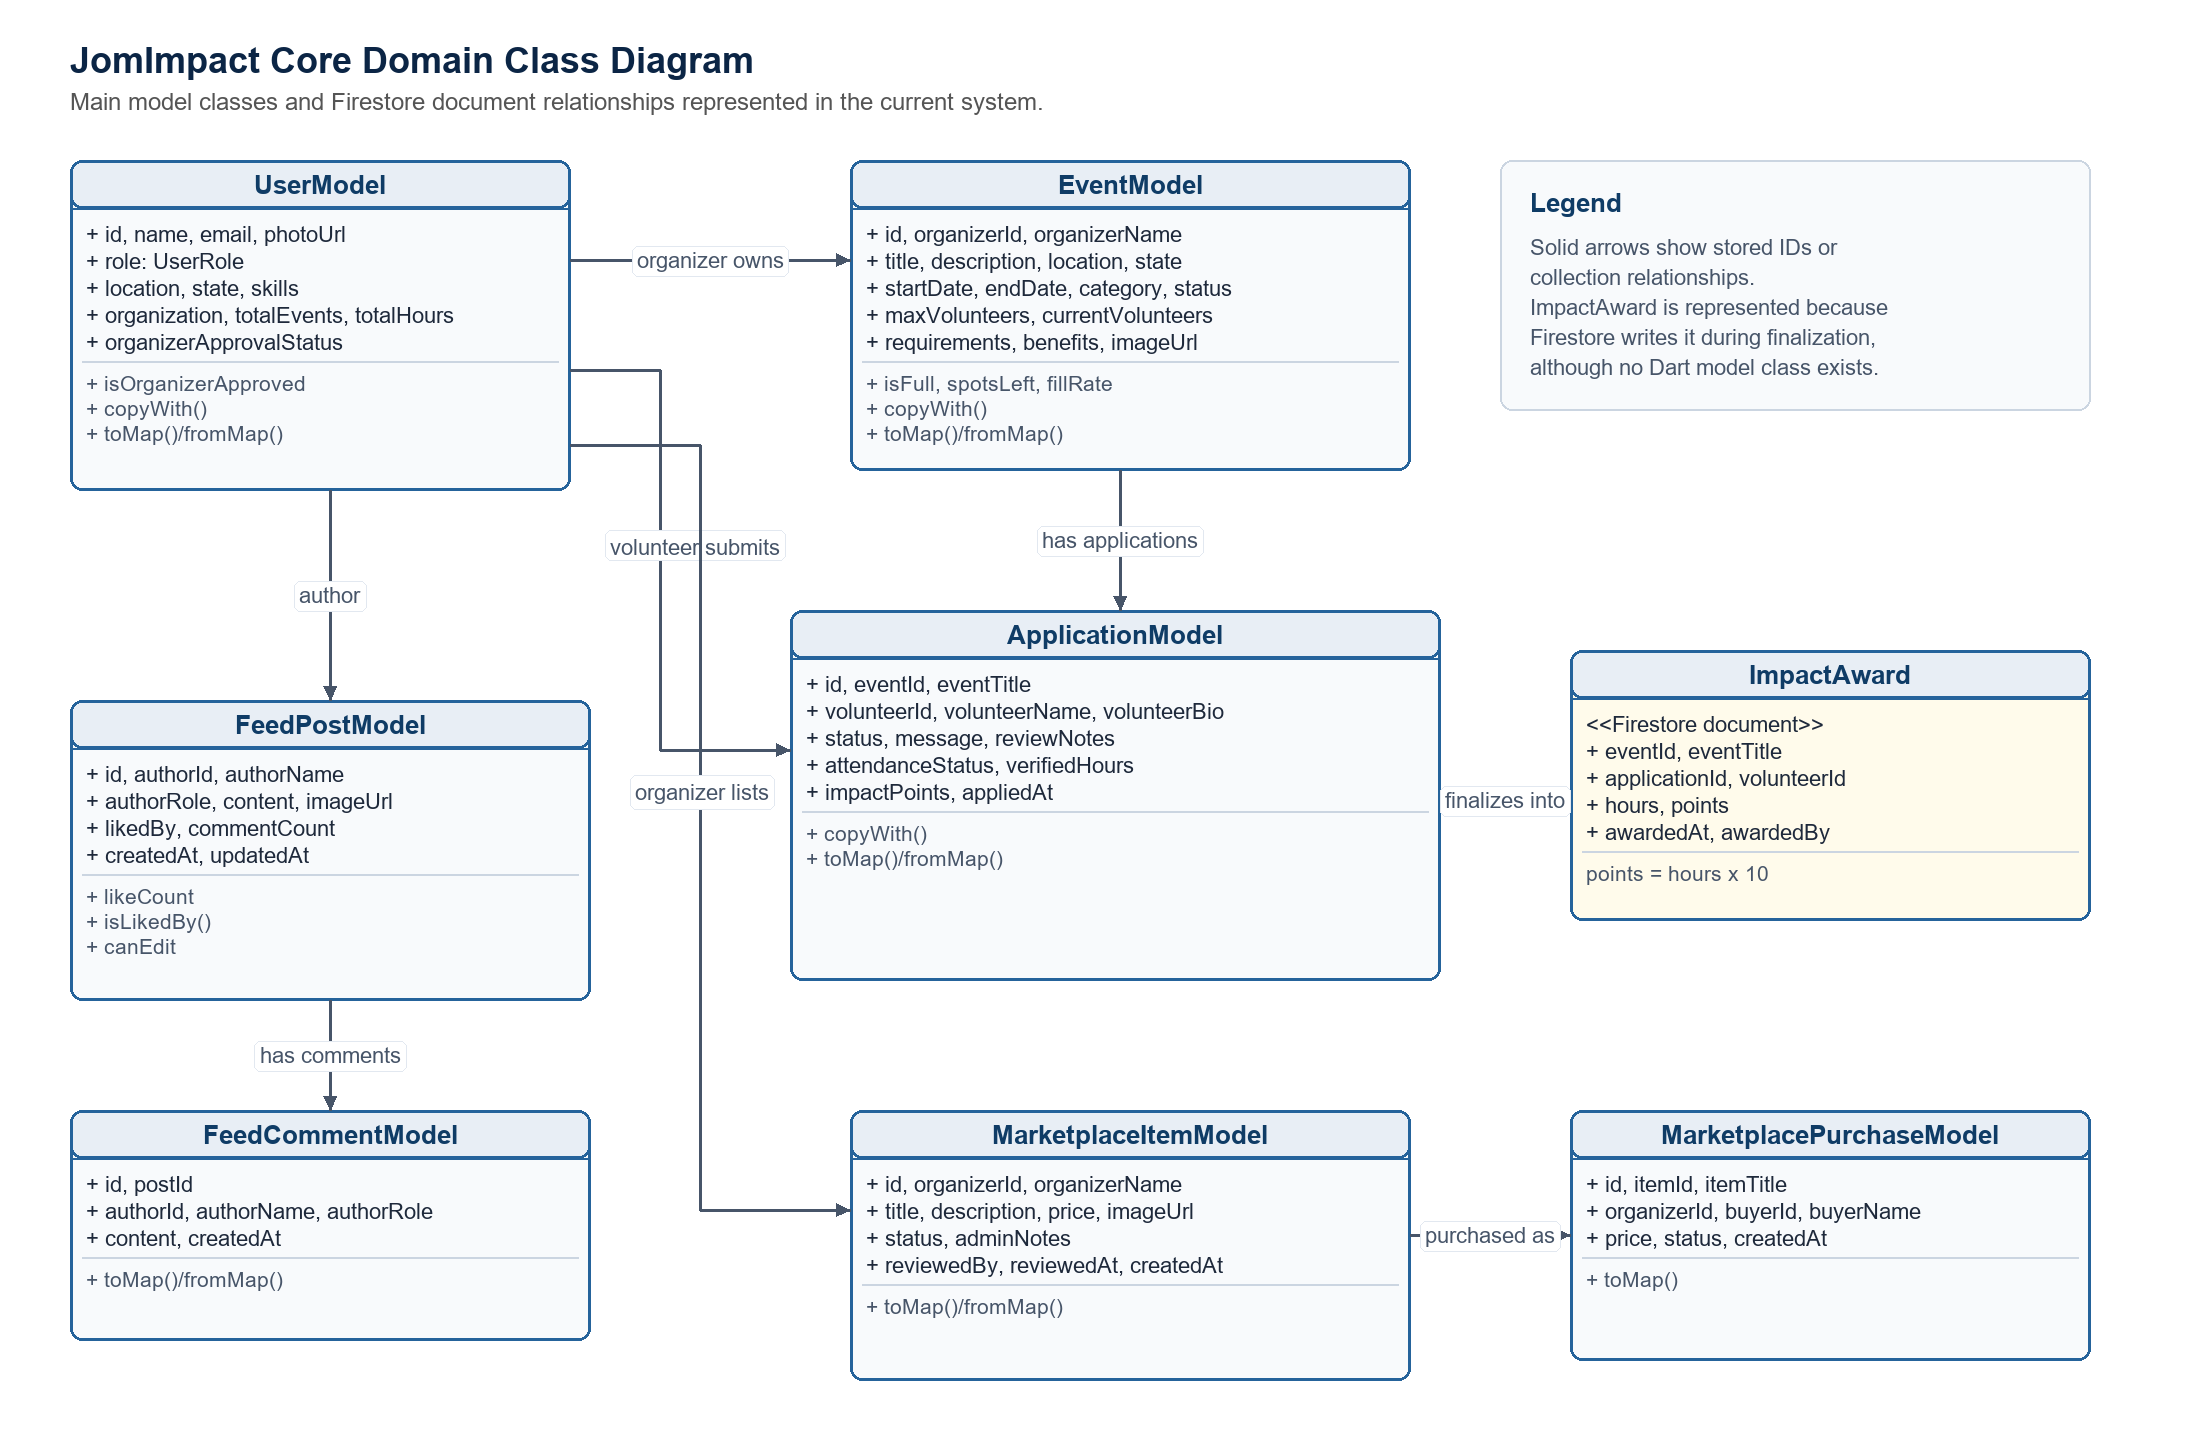 JomImpact Core Domain Class Diagram
Main model classes and Firestore document relationships represented in the current system.
UserModel
+ id, name, email, photoUrl
+ role: UserRole
+ location, state, skills
+ organization, totalEvents, totalHours
+ organizerApprovalStatus
+ isOrganizerApproved
+ copyWith()
+ toMap()/fromMap()
organizer owns
EventModel
+ id, organizerId, organizerName
+ title, description, location, state
+ startDate, endDate, category, status
+ maxVolunteers, currentVolunteers
+ requirements, benefits, imageUrl
+ isFull, spotsLeft, fillRate
+ copyWith()
+ toMap()/fromMap()
Legend
Solid arrows show stored IDs or
collection relationships.
ImpactAward is represented because
Firestore writes it during finalization,
although no Dart model class exists.
volunteer submits
has applications
author
ApplicationModel
+ id, eventId, eventTitle
+ volunteerId, volunteerName, volunteerBio
+ status, message, reviewNotes
+ attendanceStatus, verifiedHours
+ impactPoints, appliedAt
+ copyWith()
+ toMap()/fromMap()
finalizes into
ImpactAward
<<Firestore document>>
+ eventId, eventTitle
+ applicationId, volunteerId
+ hours, points
+ awardedAt, awardedBy
points = hours x 10
FeedPostModel
+ id, authorId, authorName
+ authorRole, content, imageUrl
+ likedBy, commentCount
+ createdAt, updatedAt
+ likeCount
+ isLikedBy()
+ canEdit
organizer lists
has comments
FeedCommentModel
+ id, postId
+ authorId, authorName, authorRole
+ content, createdAt
+ toMap()/fromMap()
MarketplaceItemModel
+ id, organizerId, organizerName
+ title, description, price, imageUrl
+ status, adminNotes
+ reviewedBy, reviewedAt, createdAt
+ toMap()/fromMap()
purchased as
MarketplacePurchaseModel
+ id, itemId, itemTitle
+ organizerId, buyerId, buyerName
+ price, status, createdAt
+ toMap()